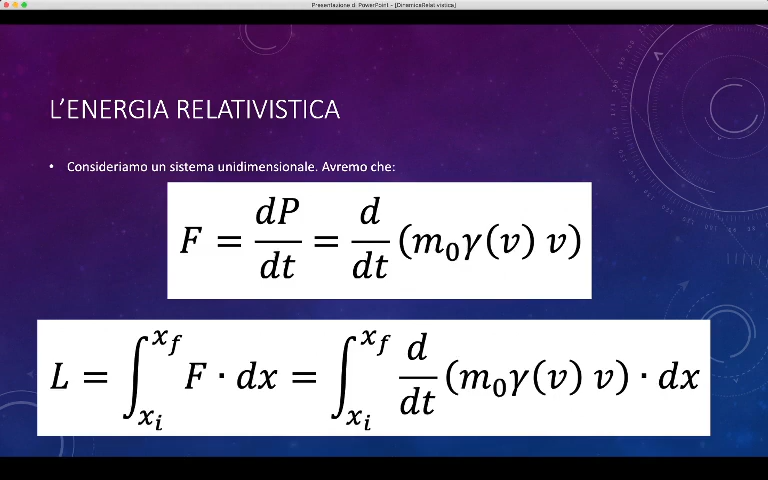 Presentazione di PowerPoint - [DinamicaRelativistica]
L'ENERGIA RELATIVISTICA
• Consideriamo un sistema unidimensionale. Avremo che:
F = dP/dt = d/dt (m₀γ(v) v)
L = ∫_{x_i}^{x_f} F · dx = ∫_{x_i}^{x_f} d/dt (m₀γ(v) v) · dx